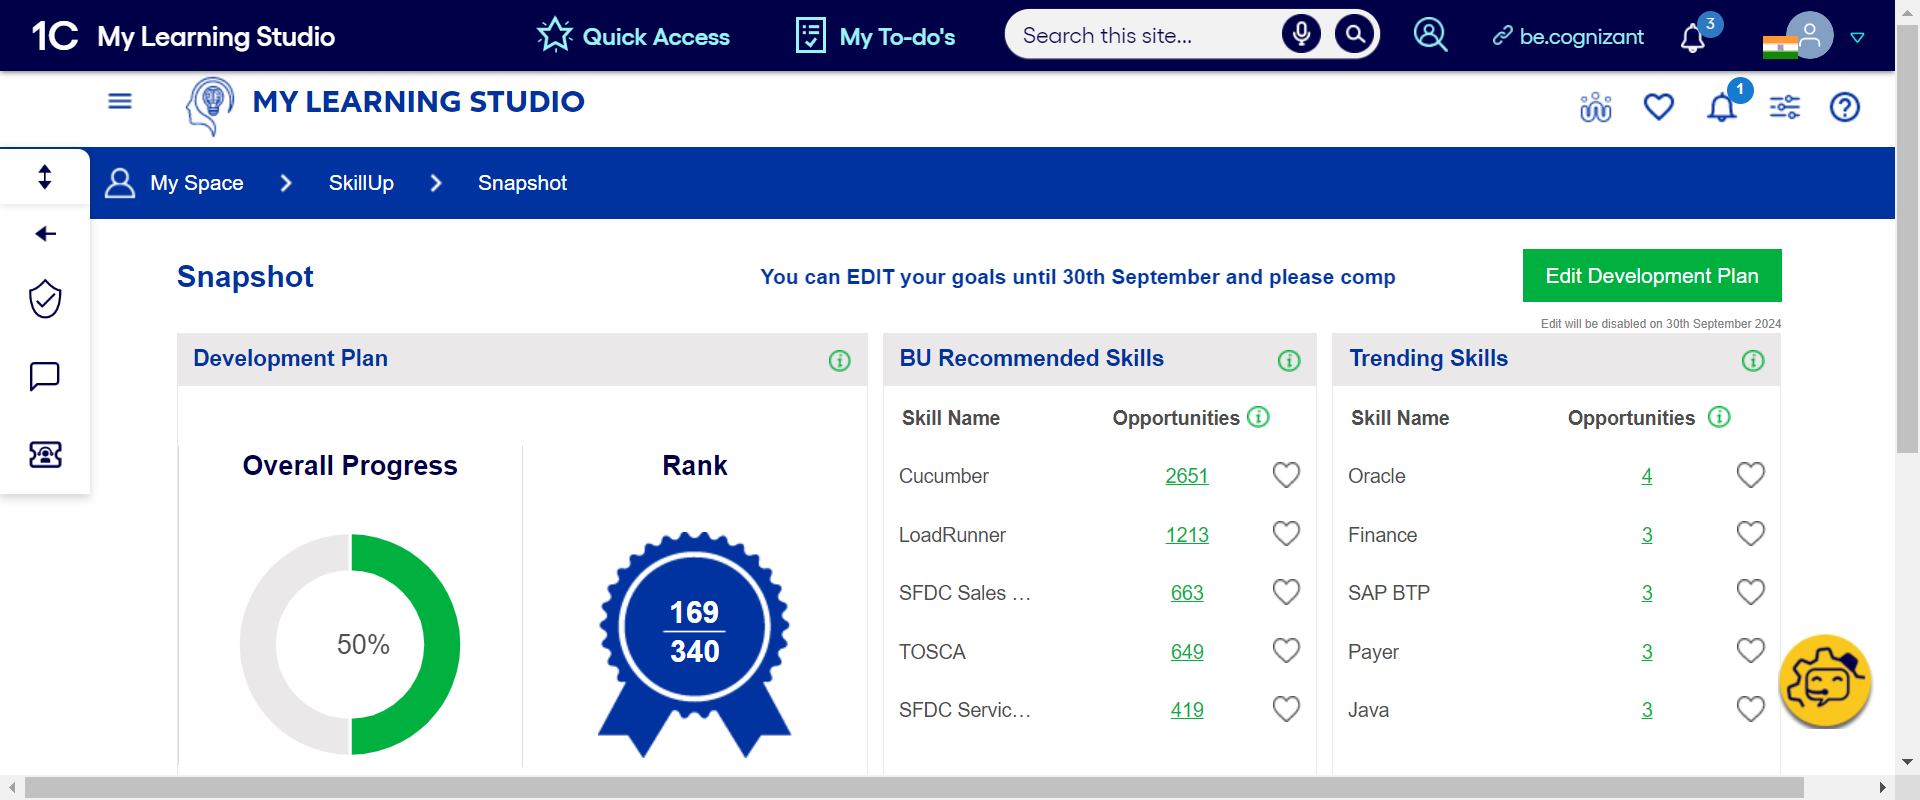 1C My Learning Studio
Quick Access
My To-do's
Search this site...
be.cognizant
3
MY LEARNING STUDIO
1
My Space
SkillUp
Snapshot
Snapshot
You can EDIT your goals until 30th September and please comp
Edit Development Plan
Edit will be disabled on 30th September 2024
Development Plan
Overall Progress
50%
Rank
169
340
BU Recommended Skills
Skill Name Opportunities
Cucumber 2651
LoadRunner 1213
SFDC Sales ... 663
TOSCA 649
SFDC Servic... 419
Trending Skills
Skill Name Opportunities
Oracle 4
Finance 3
SAP BTP 3
Payer 3
Java 3